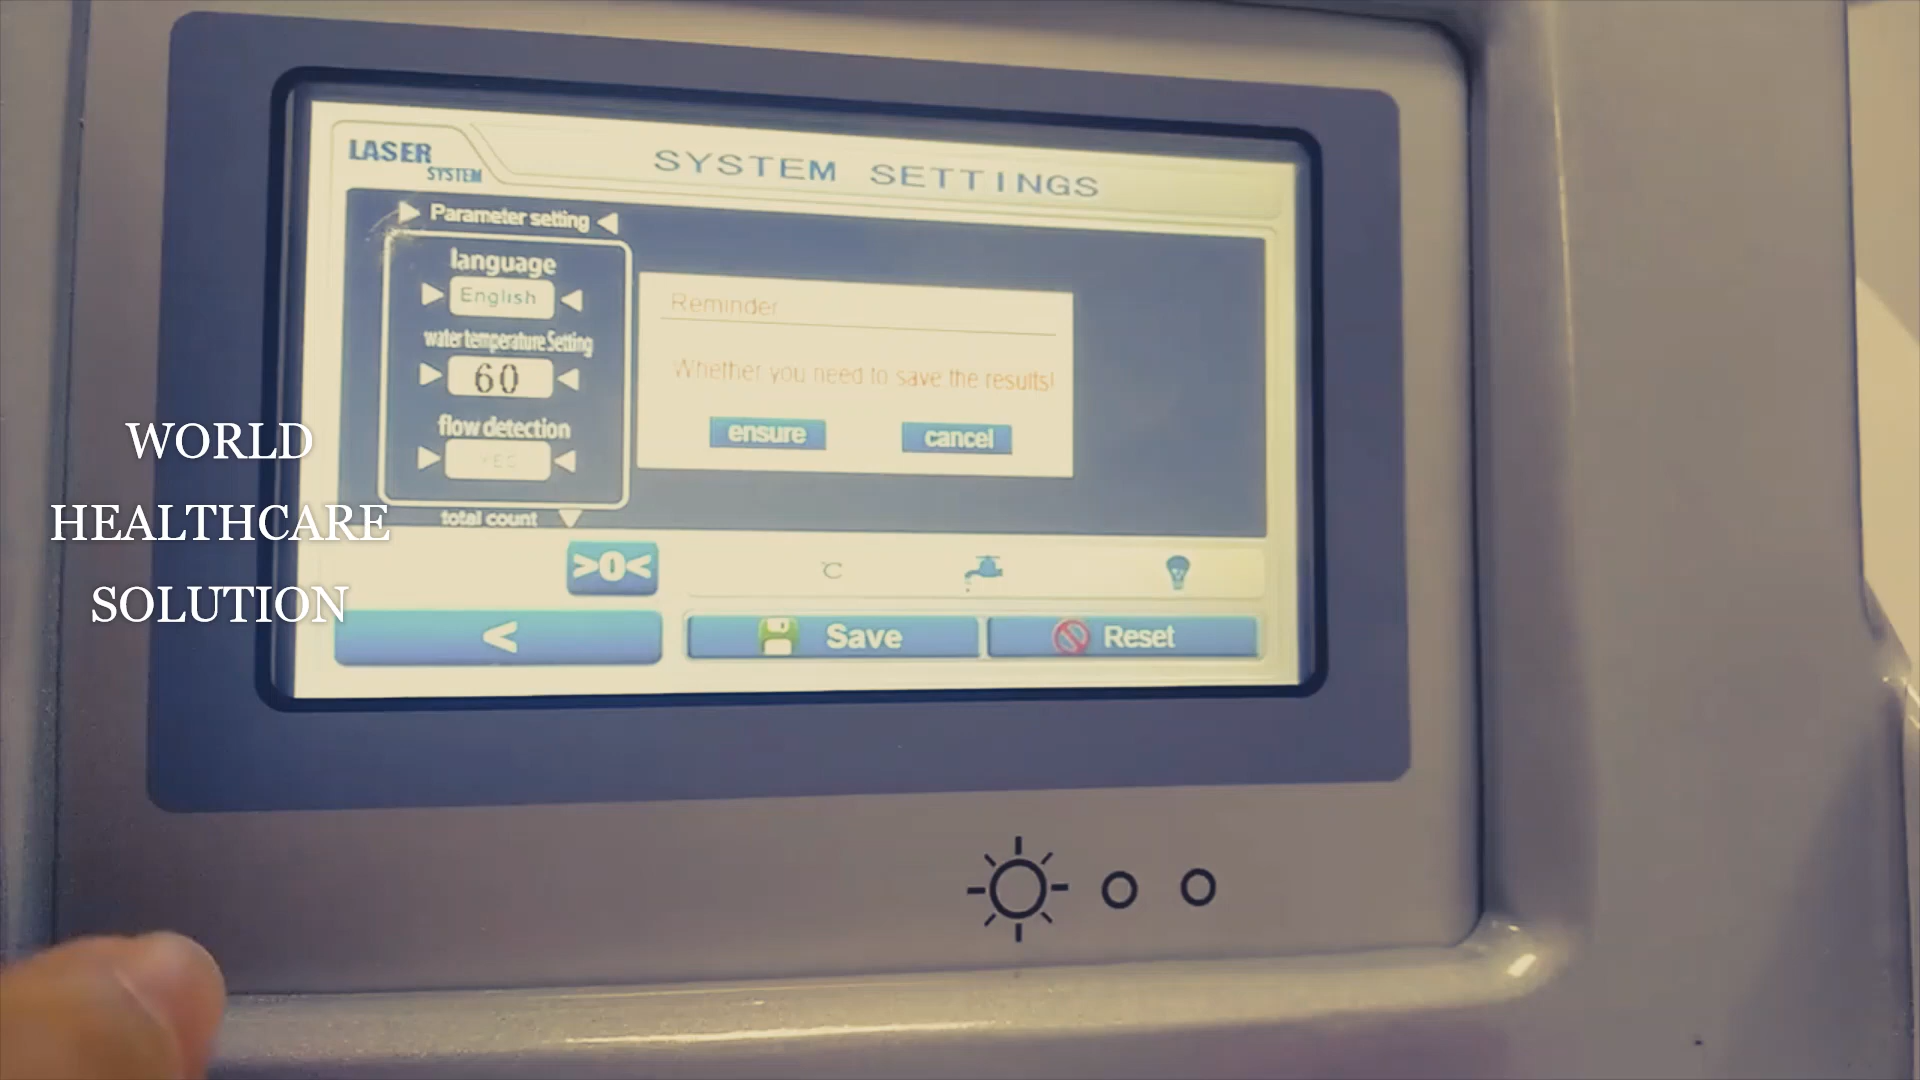 LASER
SYSTEM
SYSTEM SETTINGS
Parameter setting
language
English
water temperature Setting
60
flow detection
YES
total count
Reminder
Whether you need to save the results!
ensure
cancel
>0<
°C
<
Save
Reset
WORLD
HEALTHCARE
SOLUTION